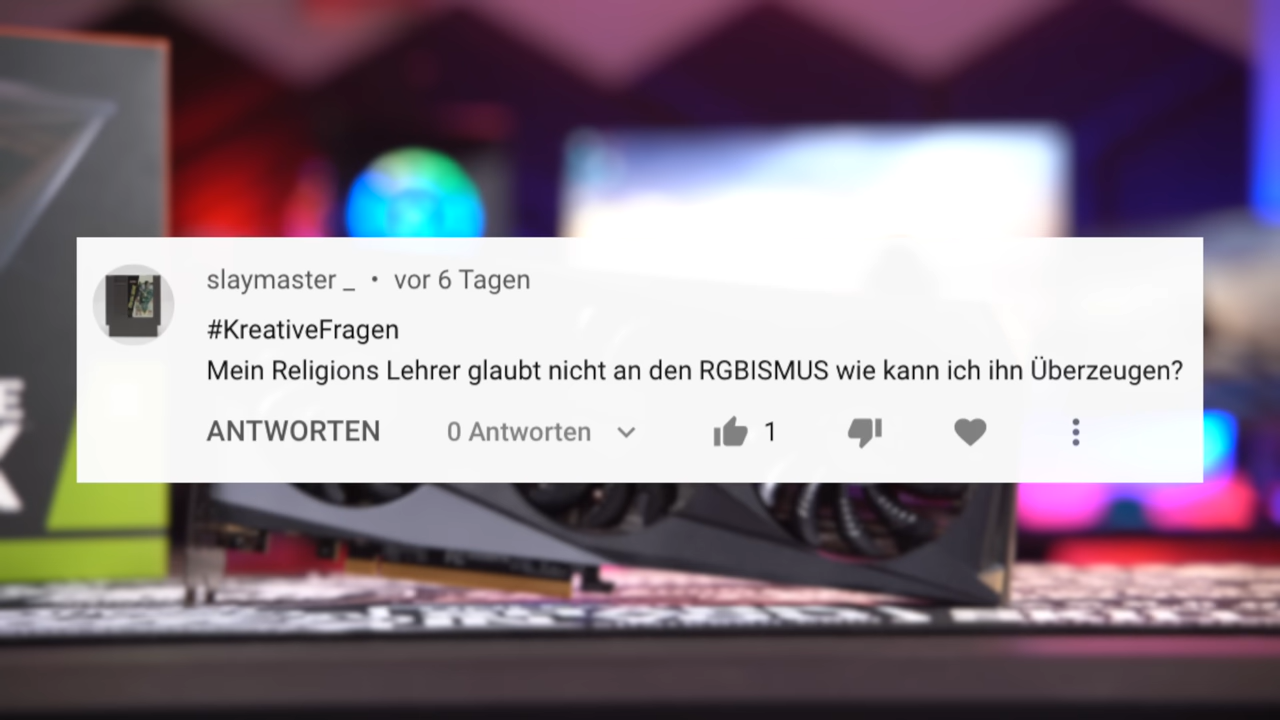 slaymaster _ • vor 6 Tagen
#KreativeFragen
Mein Religions Lehrer glaubt nicht an den RGBISMUS wie kann ich ihn Überzeugen?
ANTWORTEN 0 Antworten 1
E
X